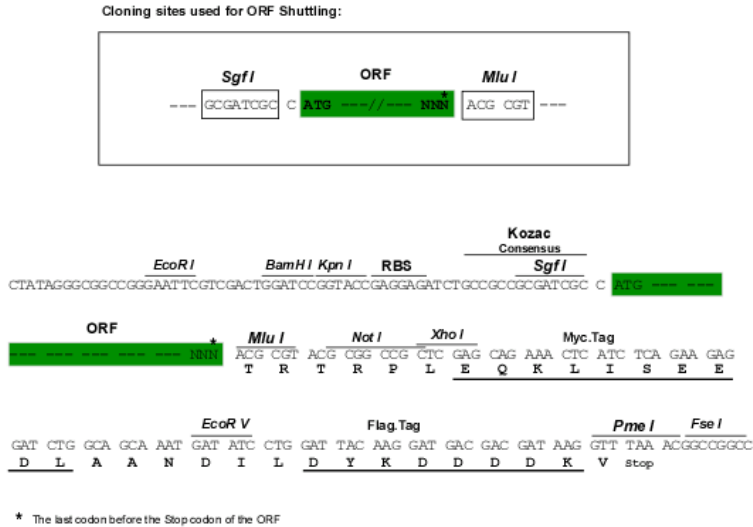 Cloning sites used for ORF Shuttling:
Sgf I ORF Mlu I
*
--- GCGATCGC C ATG ---//--- NNN ACG CGT ---
Kozac
Consensus
EcoR I BamH I Kpn I RBS Sgf I
CTATAGGGCGGCCGGGAATTCGTCGACTGGATCCGGTACCGAGGAGATCTGCCGCCGCGATCGC C ATG --- ---
ORF
* Mlu I Not I Xho I Myc.Tag
--- --- --- --- --- --- NNN ACG CGT ACG CGG CCG CTC GAG CAG AAA CTC ATC TCA GAA GAG
T R T R P L E Q K L I S E E
EcoR V Flag.Tag Pme I Fse I
GAT CTG GCA GCA AAT GAT ATC CTG GAT TAC AAG GAT GAC GAC GAT AAG GTT TAA ACGGCCGGCC
D L A A N D I L D Y K D D D D K V Stop
* The last codon before the Stop codon of the ORF